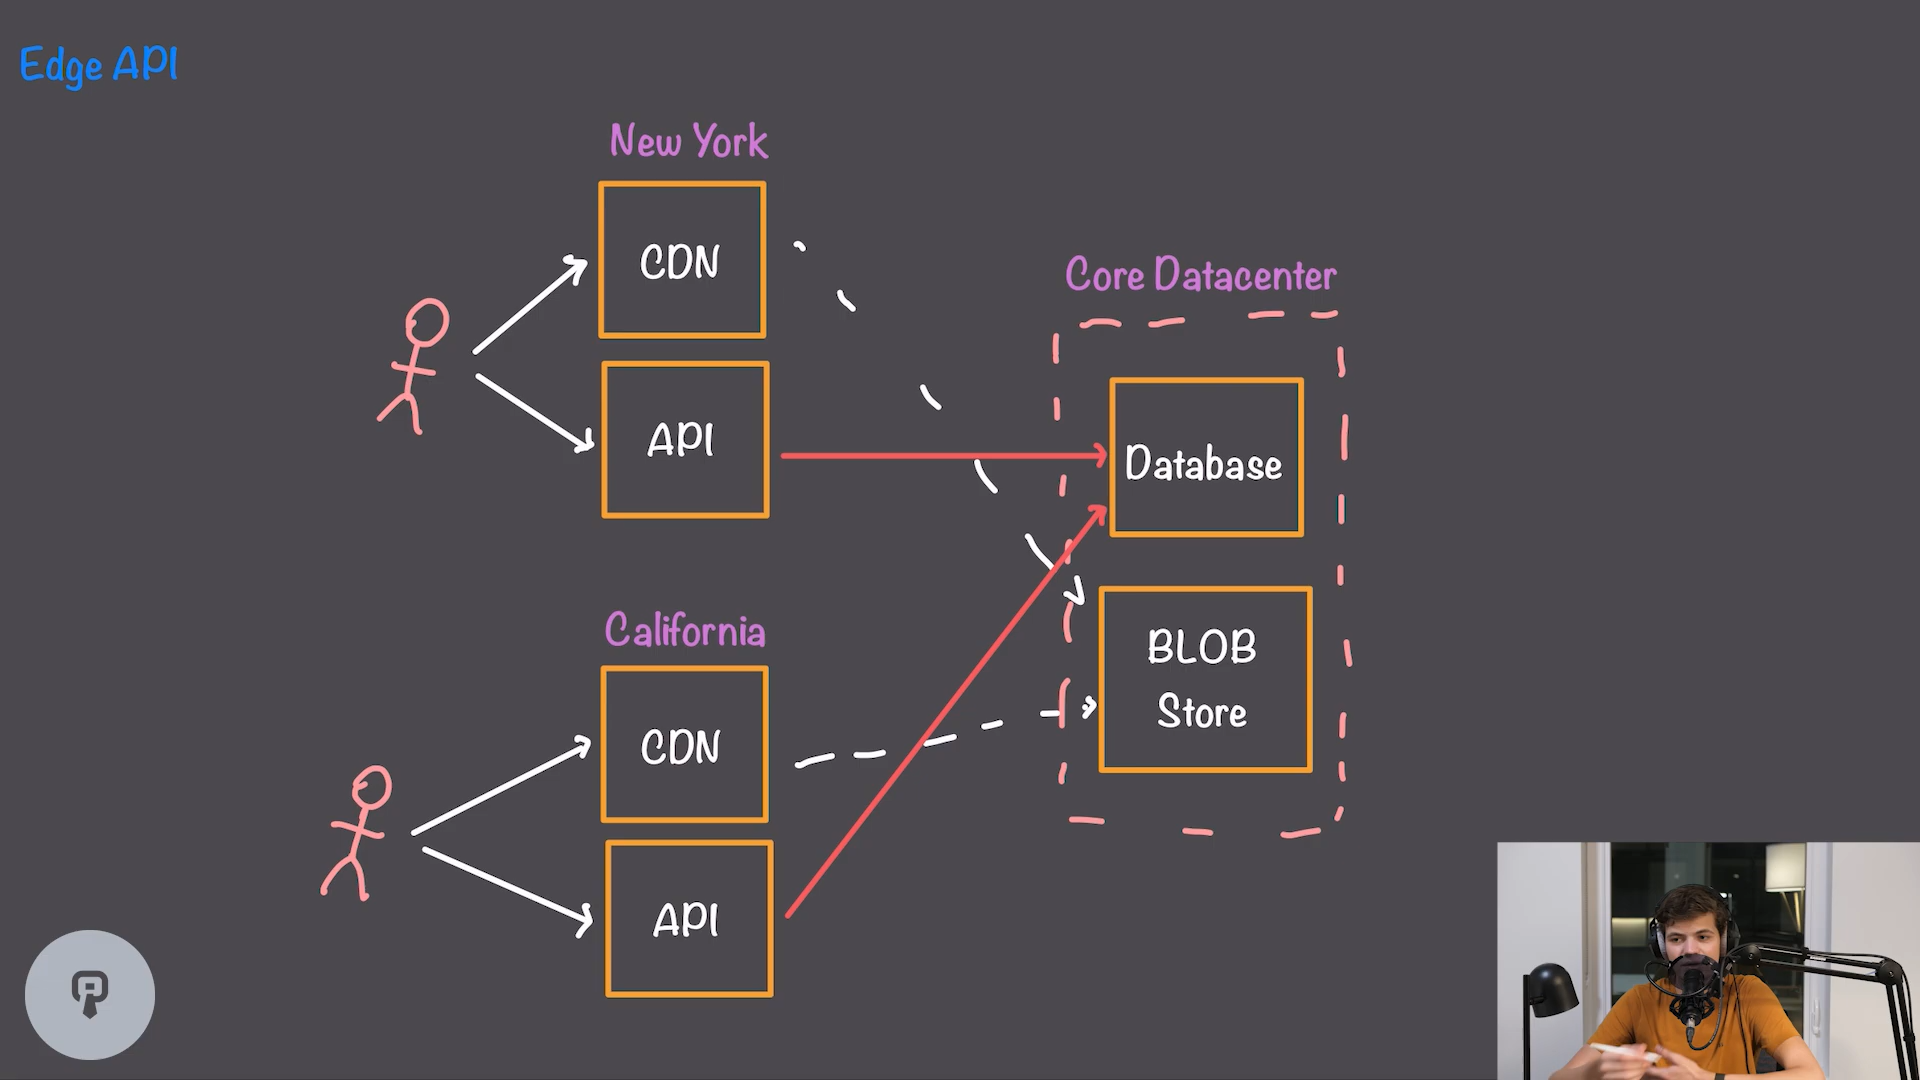 Edge API
New York
CDN
API
Core Datacenter
Database
BLOB
Store
California
CDN
API